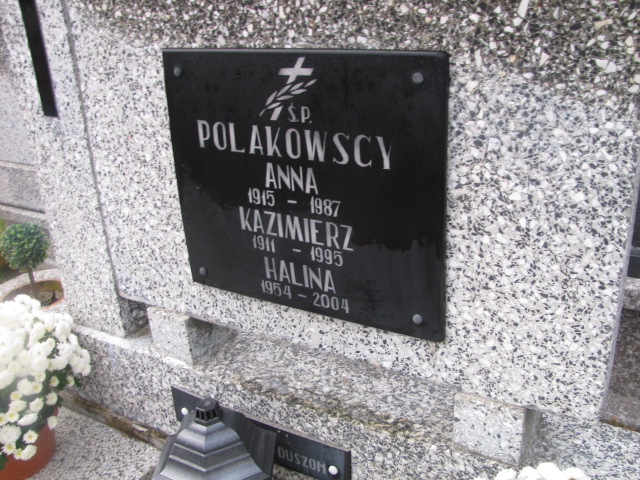 Ś.P.
POLAKOWSCY
ANNA
1915 - 1987
KAZIMIERZ
1911 - 1995
HALINA
1954 - 2004
DUSZOM